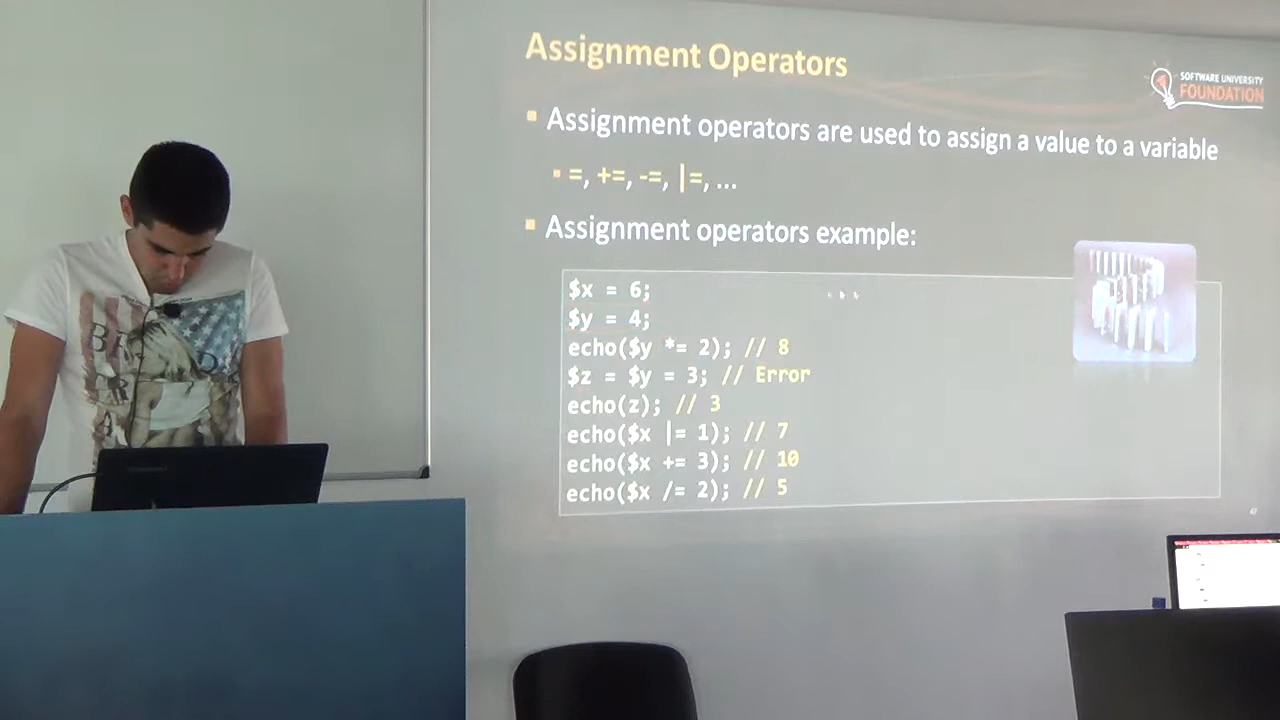 Assignment Operators
SOFTWARE UNIVERSITY
FOUNDATION
Assignment operators are used to assign a value to a variable
=, +=, -=, |=, ...
Assignment operators example:
$x = 6;
$y = 4;
echo($y *= 2); // 8
$z = $y = 3; // Error
echo(z); // 3
echo($x |= 1); // 7
echo($x += 3); // 10
echo($x /= 2); // 5